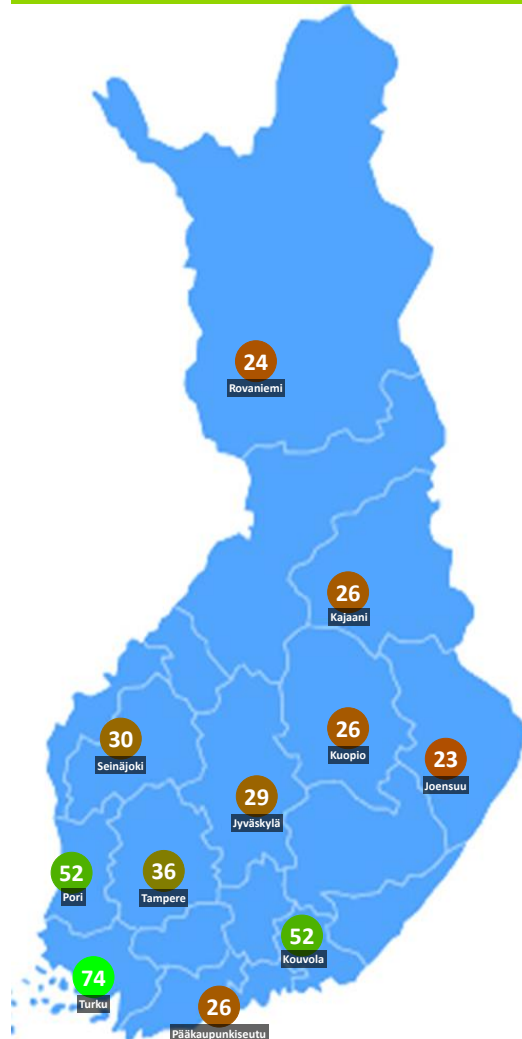 24
Rovaniemi
26
Kajaani
30
Seinäjoki
26
Kuopio
23
Joensuu
29
Jyväskylä
52
Pori
36
Tampere
52
Kouvola
74
Turku
26
Pääkaupunkiseutu